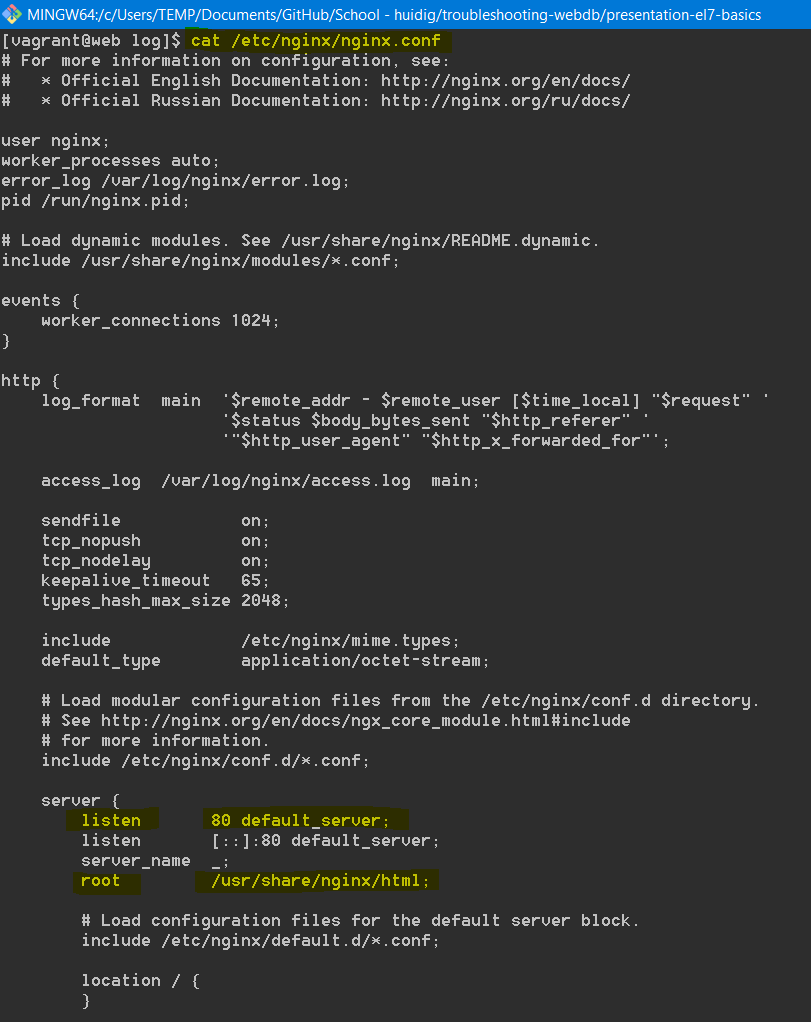 MINGW64:/c/Users/TEMP/Documents/GitHub/School - huidig/troubleshooting-webdb/presentation-el7-basics
[vagrant@web log]$ cat /etc/nginx/nginx.conf
# For more information on configuration, see:
#   * Official English Documentation: http://nginx.org/en/docs/
#   * Official Russian Documentation: http://nginx.org/ru/docs/

user nginx;
worker_processes auto;
error_log /var/log/nginx/error.log;
pid /run/nginx.pid;

# Load dynamic modules. See /usr/share/nginx/README.dynamic.
include /usr/share/nginx/modules/*.conf;

events {
    worker_connections 1024;
}

http {
    log_format  main  '$remote_addr - $remote_user [$time_local] "$request" '
                      '$status $body_bytes_sent "$http_referer" '
                      '"$http_user_agent" "$http_x_forwarded_for"';

    access_log  /var/log/nginx/access.log  main;

    sendfile            on;
    tcp_nopush          on;
    tcp_nodelay         on;
    keepalive_timeout   65;
    types_hash_max_size 2048;

    include             /etc/nginx/mime.types;
    default_type        application/octet-stream;

    # Load modular configuration files from the /etc/nginx/conf.d directory.
    # See http://nginx.org/en/docs/ngx_core_module.html#include
    # for more information.
    include /etc/nginx/conf.d/*.conf;

    server {
        listen       80 default_server;
        listen       [::]:80 default_server;
        server_name  _;
        root         /usr/share/nginx/html;

        # Load configuration files for the default server block.
        include /etc/nginx/default.d/*.conf;

        location / {
        }